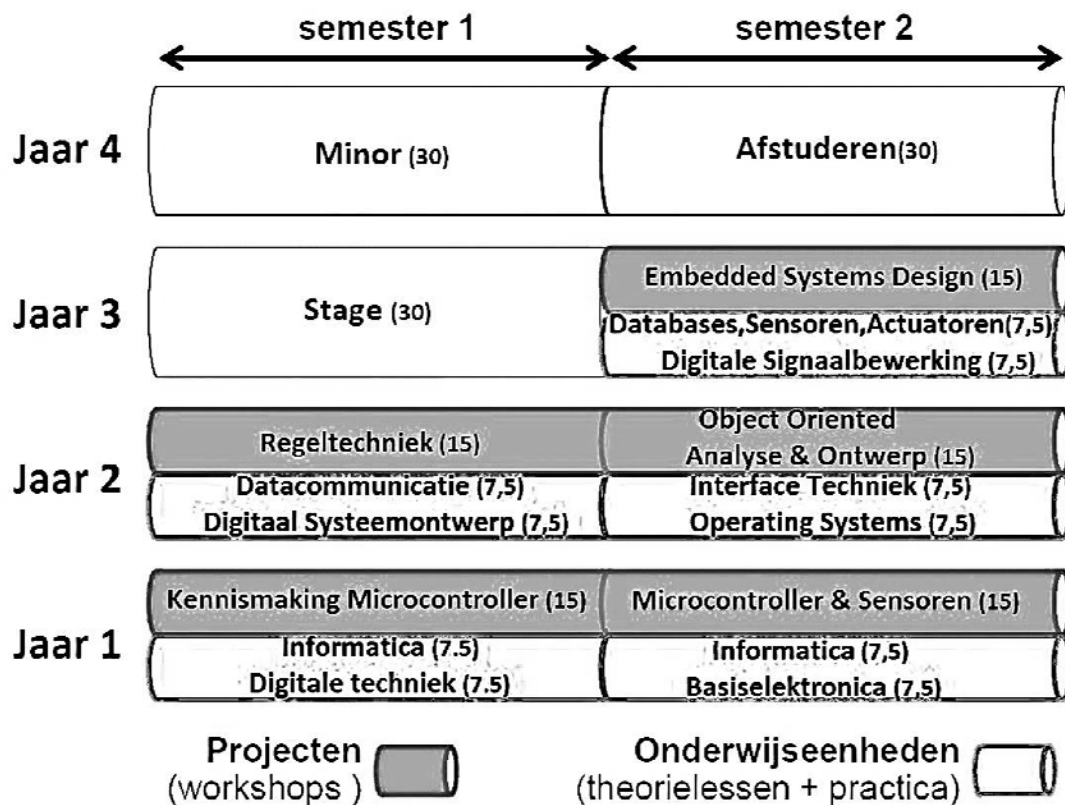 semester 1 semester 2
Jaar 4
Minor (30)
Afstuderen(30)
Jaar 3
Stage (30)
Embedded Systems Design (15)
Databases,Sensoren,Actuatoren(7,5)
Digitale Signaalbewerking (7,5)
Jaar 2
Regeltechniek (15)
Datacommunicatie (7,5)
Digitaal Systeemontwerp (7,5)
Object Oriented
Analyse & Ontwerp (15)
Interface Techniek (7,5)
Operating Systems (7,5)
Jaar 1
Kennismaking Microcontroller (15)
Informatica (7.5)
Digitale techniek (7.5)
Microcontroller & Sensoren (15)
Informatica (7,5)
Basiselektronica (7,5)
Projecten
(workshops )
Onderwijseenheden
(theorielessen + practica)